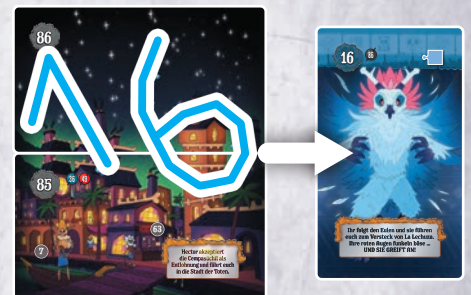 86
16
85
7
63
Hector akzeptiert
die Cempasúchil als
Entlohnung und führt euch
in die Stadt der Toten.
16
86
Ihr folgt den Eulen und sie führen
euch zum Versteck von La Lechuza.
Ihre roten Augen funkeln böse ...
UND SIE GREIFT AN!